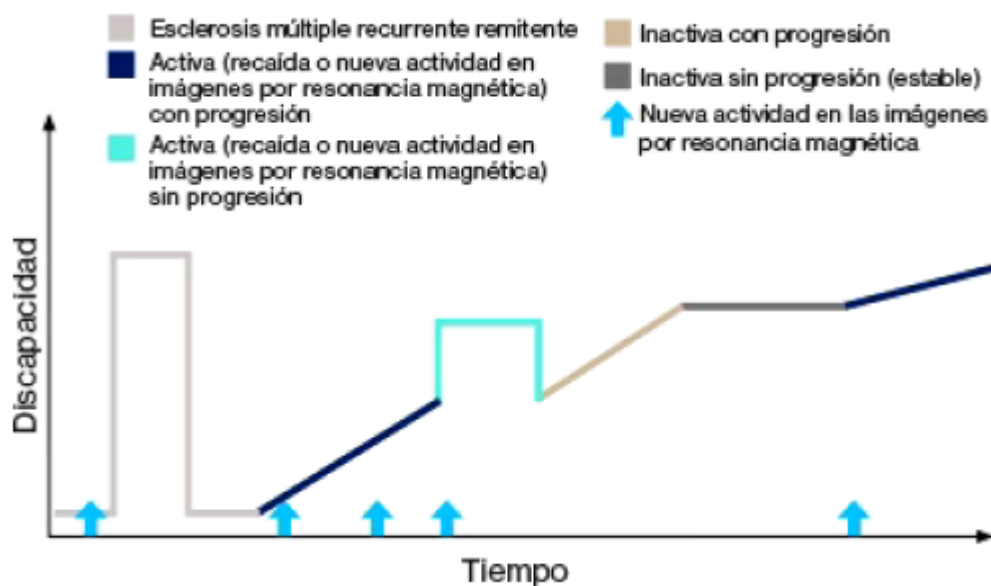 Esclerosis múltiple recurrente remitente
Activa (recaída o nueva actividad en
imágenes por resonancia magnética)
con progresión
Activa (recaída o nueva actividad en
imágenes por resonancia magnética)
sin progresión
Inactiva con progresión
Inactiva sin progresión (estable)
Nueva actividad en las imágenes
por resonancia magnética
Discapacidad
Tiempo